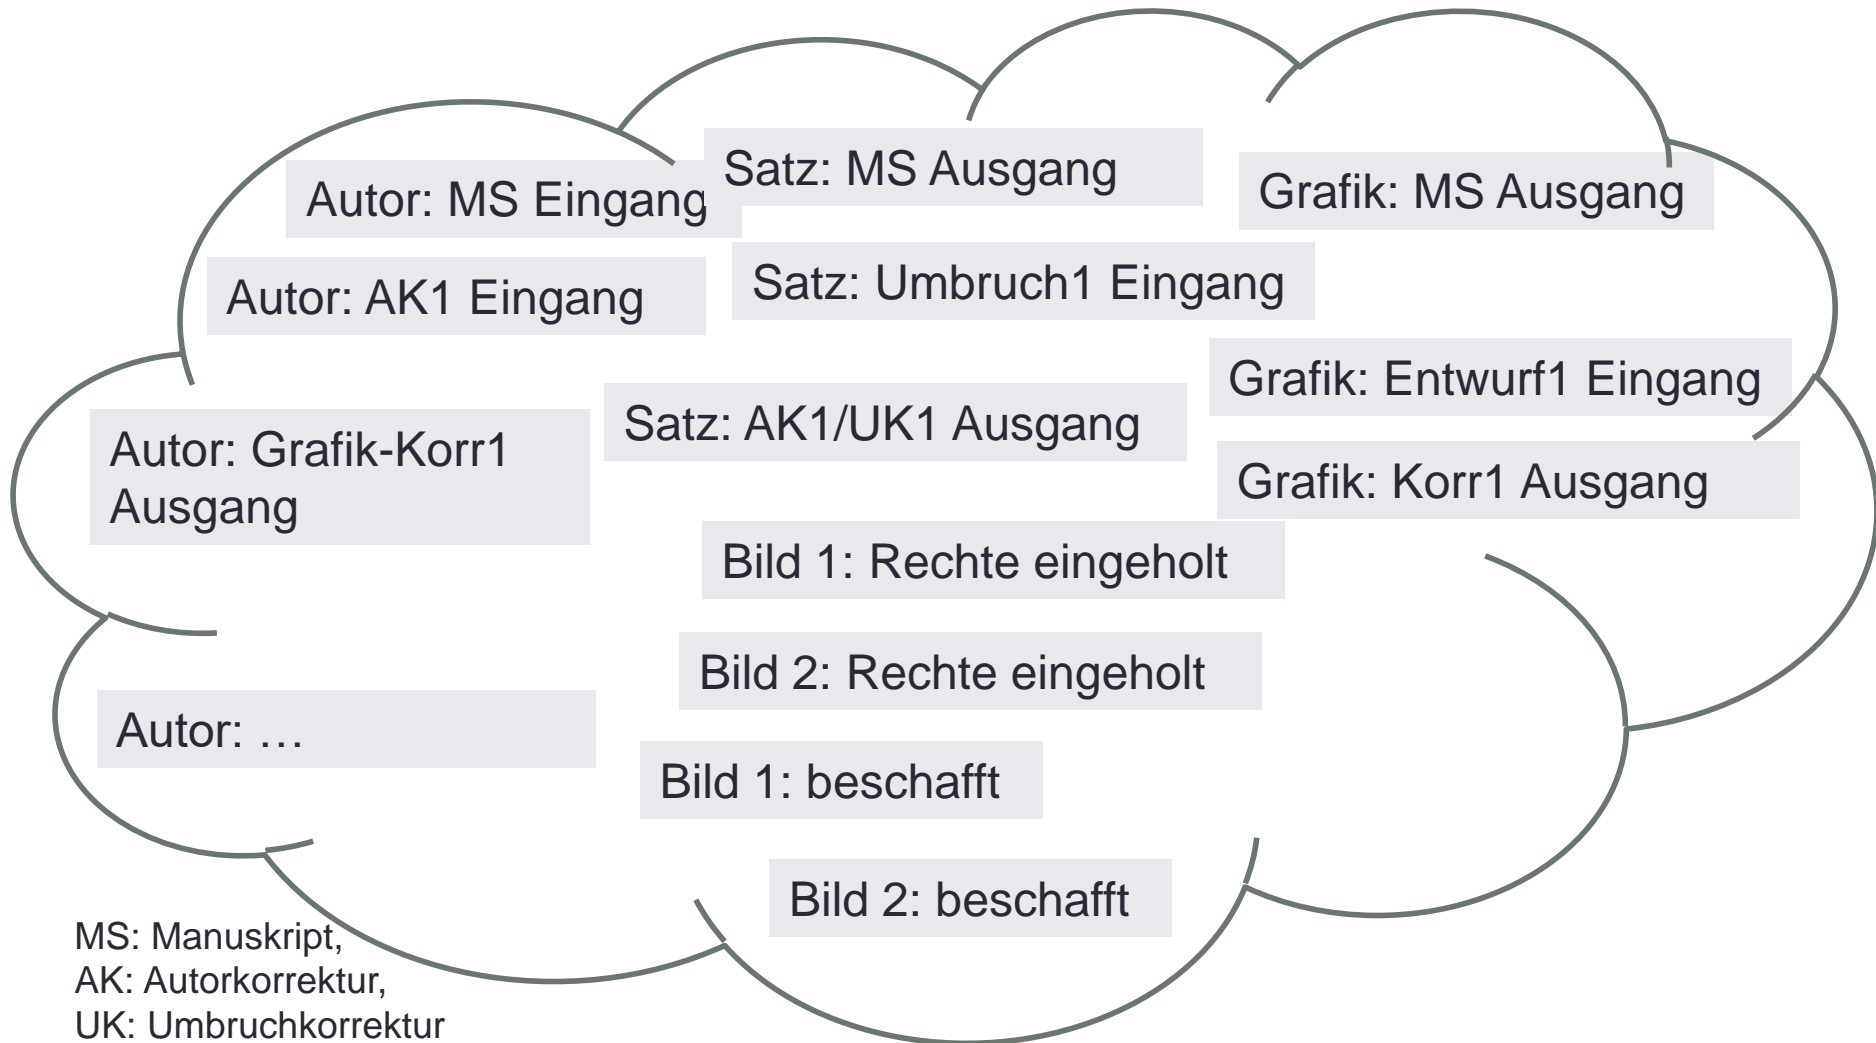 Satz: MS Ausgang
Autor: MS Eingang
Grafik: MS Ausgang
Autor: AK1 Eingang
Satz: Umbruch1 Eingang
Grafik: Entwurf1 Eingang
Satz: AK1/UK1 Ausgang
Autor: Grafik-Korr1
Ausgang
Grafik: Korr1 Ausgang
Bild 1: Rechte eingeholt
Bild 2: Rechte eingeholt
Autor: …
Bild 1: beschafft
Bild 2: beschafft
MS: Manuskript,
AK: Autorkorrektur,
UK: Umbruchkorrektur